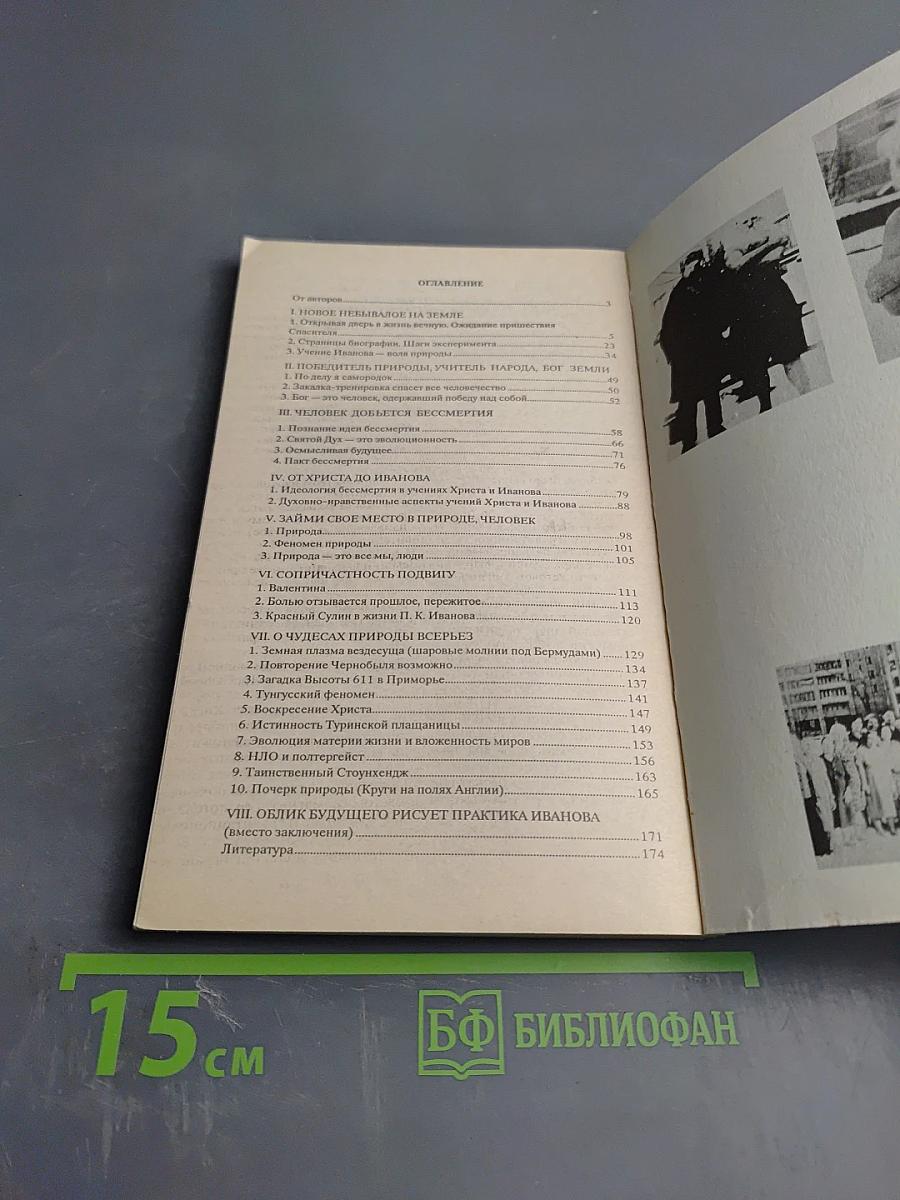 ОГЛАВЛЕНИЕ
От авторов 3
I. НОВОЕ НЕБЫВАЛОЕ НА ЗЕМЛЕ
1. Открывая дверь в жизнь вечную. Ожидание пришествия
Спасителя 5
2. Страницы биографии. Шаги эксперимента 23
3. Учение Иванова — воля природы 34
II. ПОБЕДИТЕЛЬ ПРИРОДЫ, УЧИТЕЛЬ НАРОДА, БОГ ЗЕМЛИ
1. По делу я самородок 49
2. Закалка-тренировка спасет все человечество 50
3. Бог — это человек, одержавший победу над собой 52
III. ЧЕЛОВЕК ДОБЬЕТСЯ БЕССМЕРТИЯ
1. Познание идеи бессмертия 58
2. Святой Дух — это эволюционность 66
3. Осмысливая будущее 71
4. Пакт бессмертия 76
IV. ОТ ХРИСТА ДО ИВАНОВА
1. Идеология бессмертия в учениях Христа и Иванова 79
2. Духовно-нравственные аспекты учений Христа и Иванова 88
V. ЗАЙМИ СВОЕ МЕСТО В ПРИРОДЕ, ЧЕЛОВЕК
1. Природа 98
2. Феномен природы 101
3. Природа — это все мы, люди 105
VI. СОПРИЧАСТНОСТЬ ПОДВИГУ
1. Валентина 111
2. Болью отзывается прошлое, пережитое 113
3. Красный Сулин в жизни П. К. Иванова 120
VII. О ЧУДЕСАХ ПРИРОДЫ ВСЕРЬЕЗ
1. Земная плазма вездесуща (шаровые молнии под Бермудами) 129
2. Повторение Чернобыля возможно 134
3. Загадка Высоты 611 в Приморье 137
4. Тунгусский феномен 141
5. Воскресение Христа 147
6. Истинность Туринской плащаницы 149
7. Эволюция материи жизни и вложенность миров 153
8. НЛО и полтергейст 156
9. Таинственный Стоунхендж 163
10. Почерк природы (Круги на полях Англии) 165
VIII. ОБЛИК БУДУЩЕГО РИСУЕТ ПРАКТИКА ИВАНОВА
(вместо заключения) 171
Литература 174
15 см
БФ БИБЛИОФАН